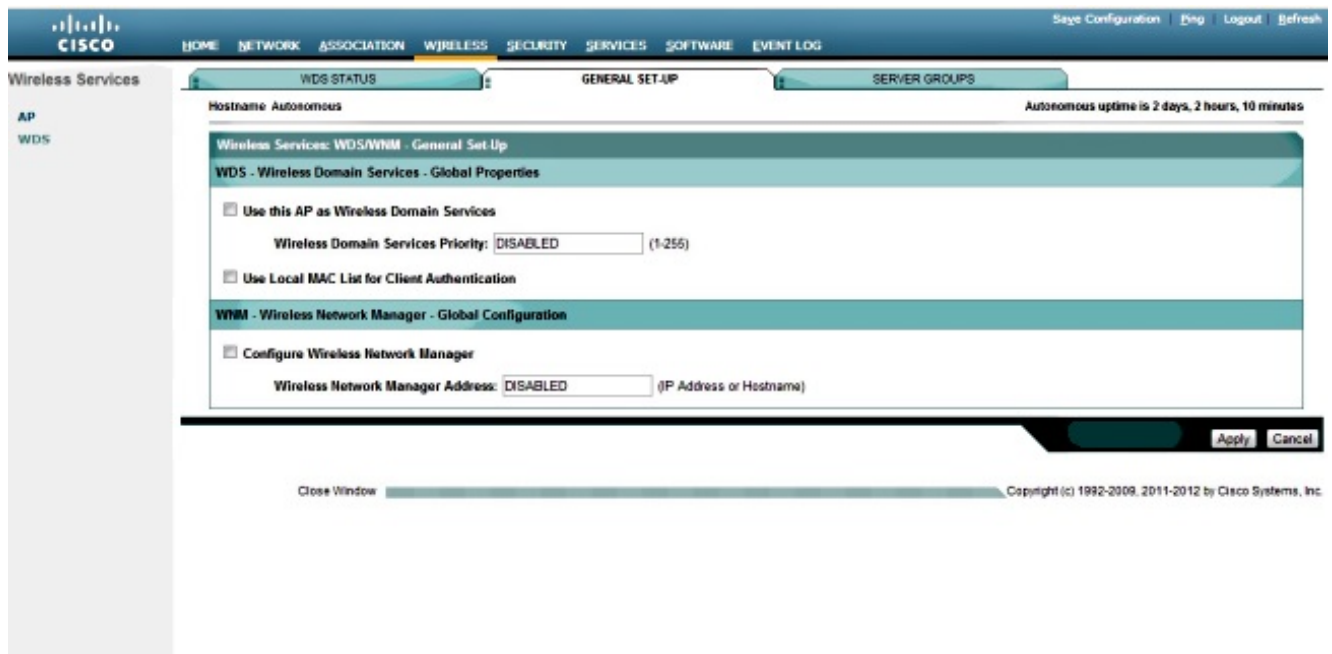 CISCO
Save Configuration | Ping | Logout | Refresh
HOME NETWORK ASSOCIATION WIRELESS SECURITY SERVICES SOFTWARE EVENT LOG
Wireless Services
AP
WDS
WDS STATUS GENERAL SET-UP SERVER GROUPS
Hostname Autonomous Autonomous uptime is 2 days, 2 hours, 10 minutes
Wireless Services: WDS/WNM - General Set-Up
WDS - Wireless Domain Services - Global Properties
Use this AP as Wireless Domain Services
Wireless Domain Services Priority: DISABLED (1-255)
Use Local MAC List for Client Authentication
WNM - Wireless Network Manager - Global Configuration
Configure Wireless Network Manager
Wireless Network Manager Address: DISABLED (IP Address or Hostname)
Apply Cancel
Close Window Copyright (c) 1992-2009, 2011-2012 by Cisco Systems, Inc.